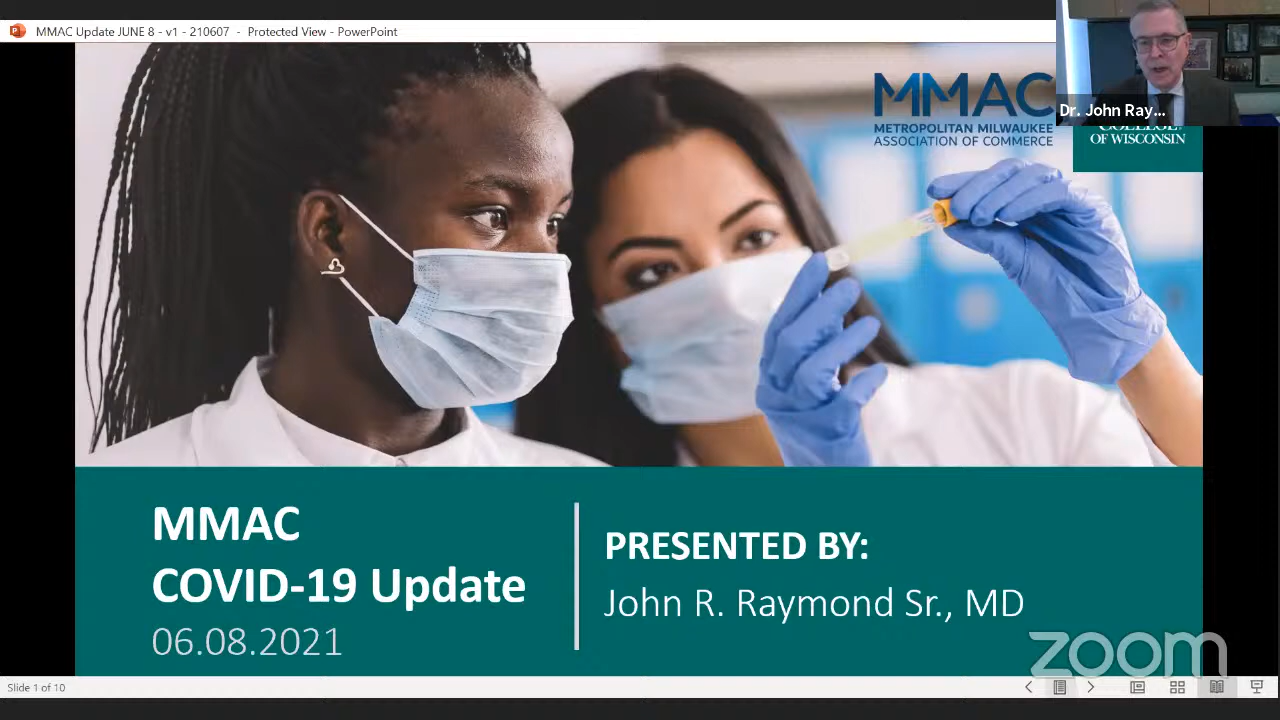 MMAC Update JUNE 8 - v1 - 210607 - Protected View - PowerPoint
Dr. John Ray...
MMAC
METROPOLITAN MILWAUKEE
ASSOCIATION OF COMMERCE
OF WISCONSIN
MMAC
COVID-19 Update
06.08.2021
PRESENTED BY:
John R. Raymond Sr., MD
zoom
Slide 1 of 10